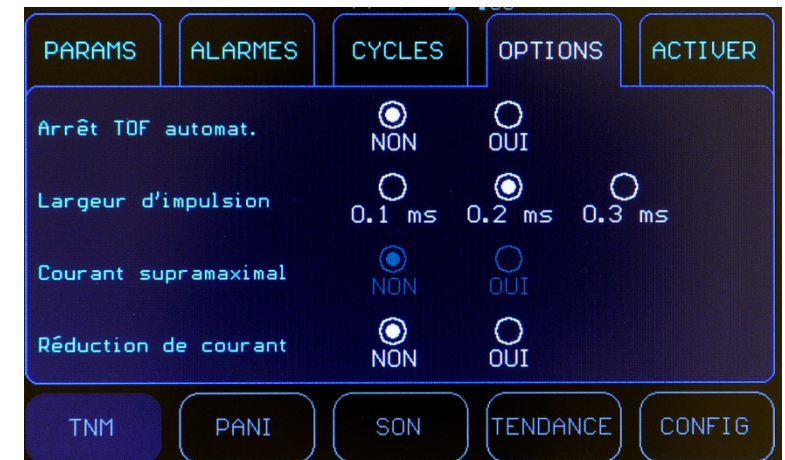 PARAMS ALARMES CYCLES OPTIONS ACTIVER
Arrêt TOF automat.
NON OUI
Largeur d'impulsion
0.1 ms 0.2 ms 0.3 ms
Courant supramaximal
NON OUI
Réduction de courant
NON OUI
TNM PANI SON TENDANCE CONFIG